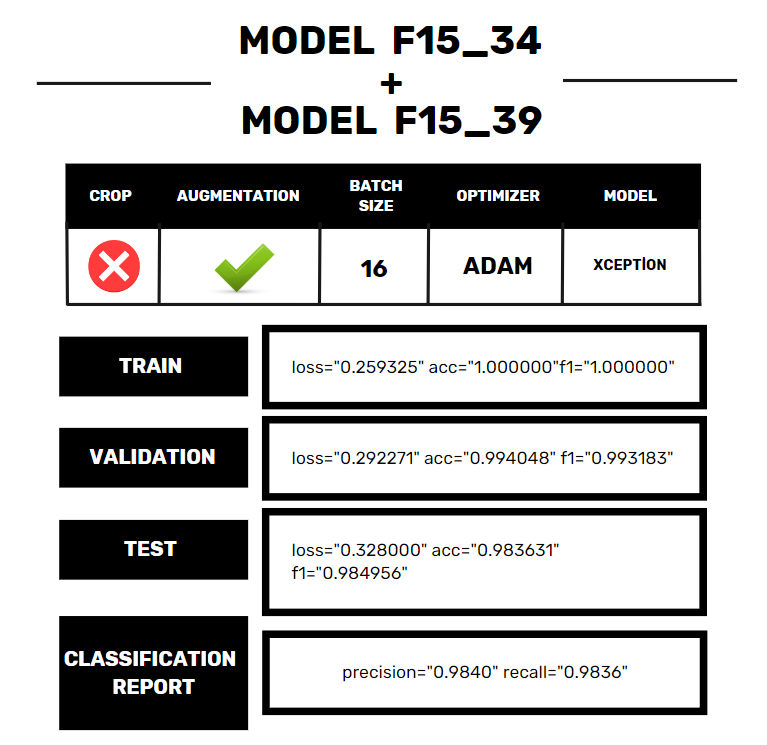 MODEL F15_34
+
MODEL F15_39
CROP AUGMENTATION BATCH SIZE OPTIMIZER MODEL
16 ADAM XCEPTİON
TRAIN
loss="0.259325" acc="1.000000"f1="1.000000"
VALIDATION
loss="0.292271" acc="0.994048" f1="0.993183"
TEST
loss="0.328000" acc="0.983631"
f1="0.984956"
CLASSIFICATION
REPORT
precision="0.9840" recall="0.9836"